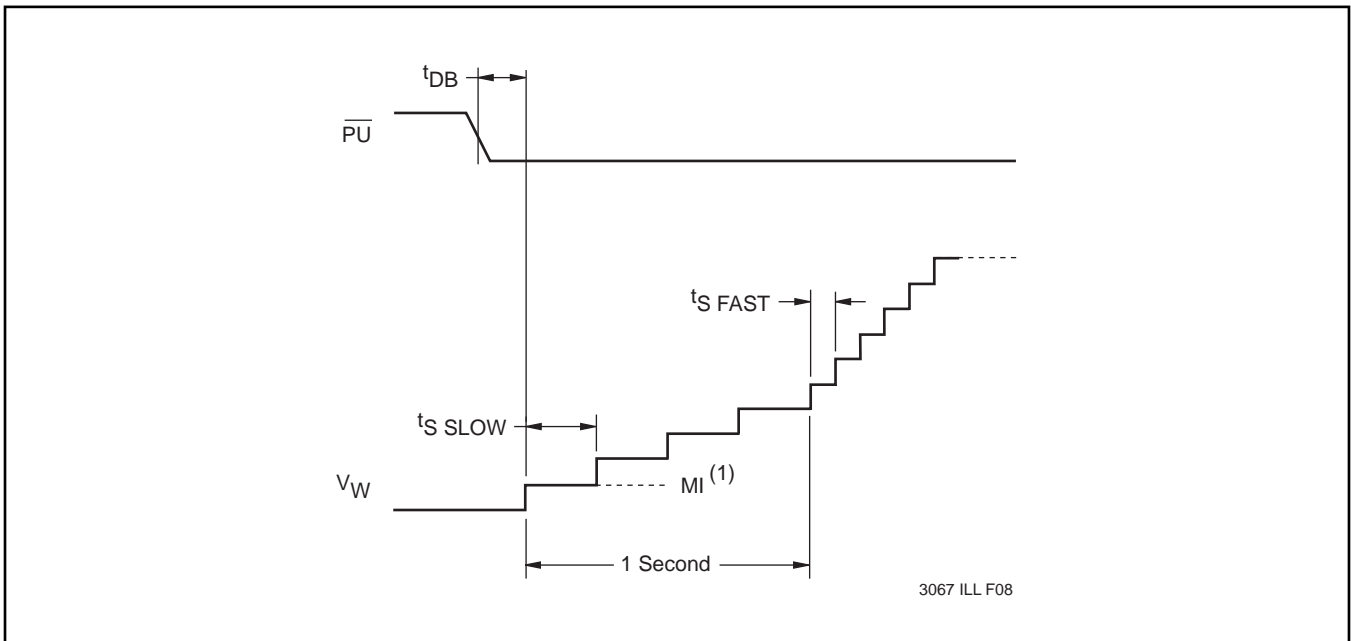 tDB
PU
tS FAST
tS SLOW
VW
MI (1)
1 Second
3067 ILL F08